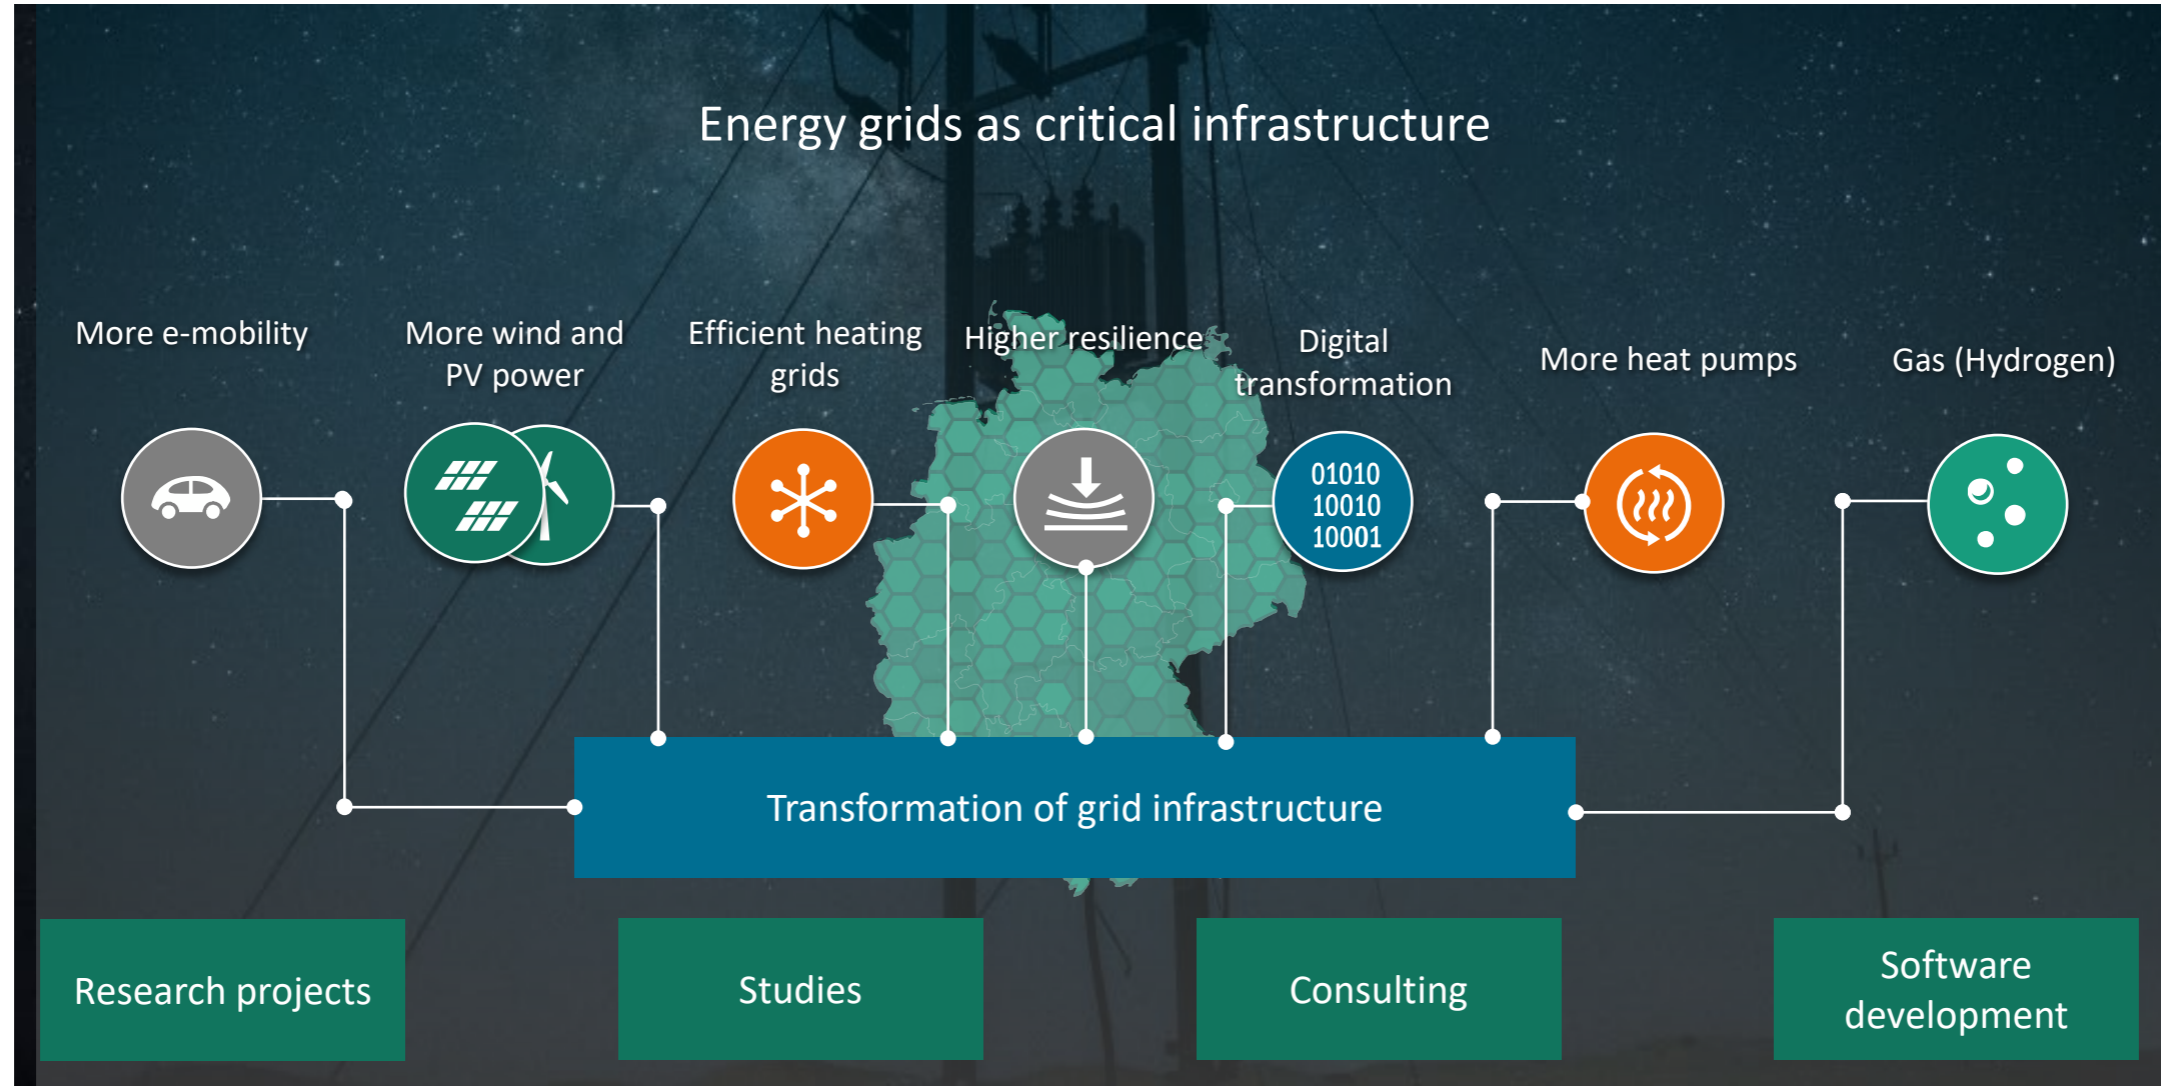 Energy grids as critical infrastructure
More e-mobility
More wind and
PV power
Efficient heating
grids
Higher resilience
Digital
transformation
More heat pumps
Gas (Hydrogen)
01010
10010
10001
Transformation of grid infrastructure
Research projects
Studies
Consulting
Software
development